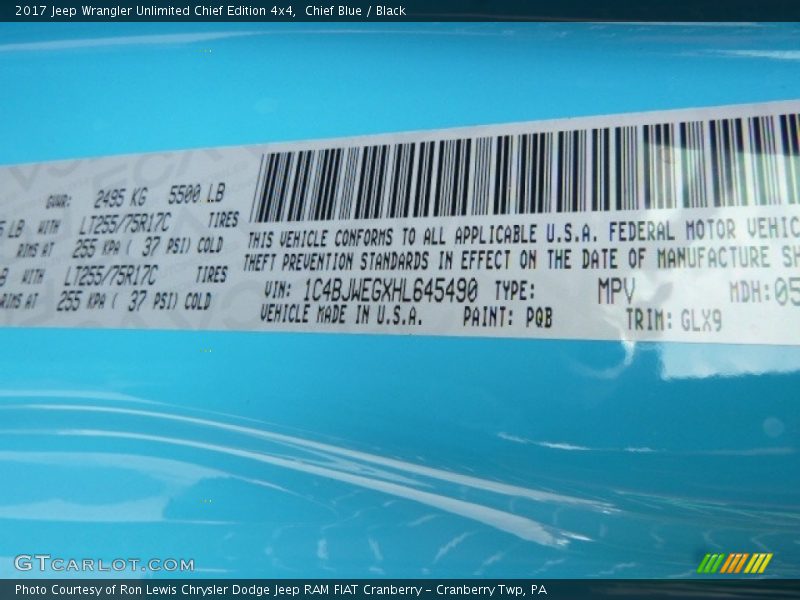 2017 Jeep Wrangler Unlimited Chief Edition 4x4,  Chief Blue / Black
GWR: 2495 KG 5500 LB
LB WITH LT255/75R17C TIRES
RIMS AT 255 KPA ( 37 PSI) COLD
WITH LT255/75R17C TIRES
RIMS AT 255 KPA ( 37 PSI) COLD
THIS VEHICLE CONFORMS TO ALL APPLICABLE U.S.A. FEDERAL MOTOR VEHIC
THEFT PREVENTION STANDARDS IN EFFECT ON THE DATE OF MANUFACTURE SH
VIN: 1C4BJWEGXHL645490 TYPE: MPV MDH:05
VEHICLE MADE IN U.S.A. PAINT: PQB TRIM: GLX9
GTCARLOT.COM
Photo Courtesy of Ron Lewis Chrysler Dodge Jeep RAM FIAT Cranberry – Cranberry Twp, PA